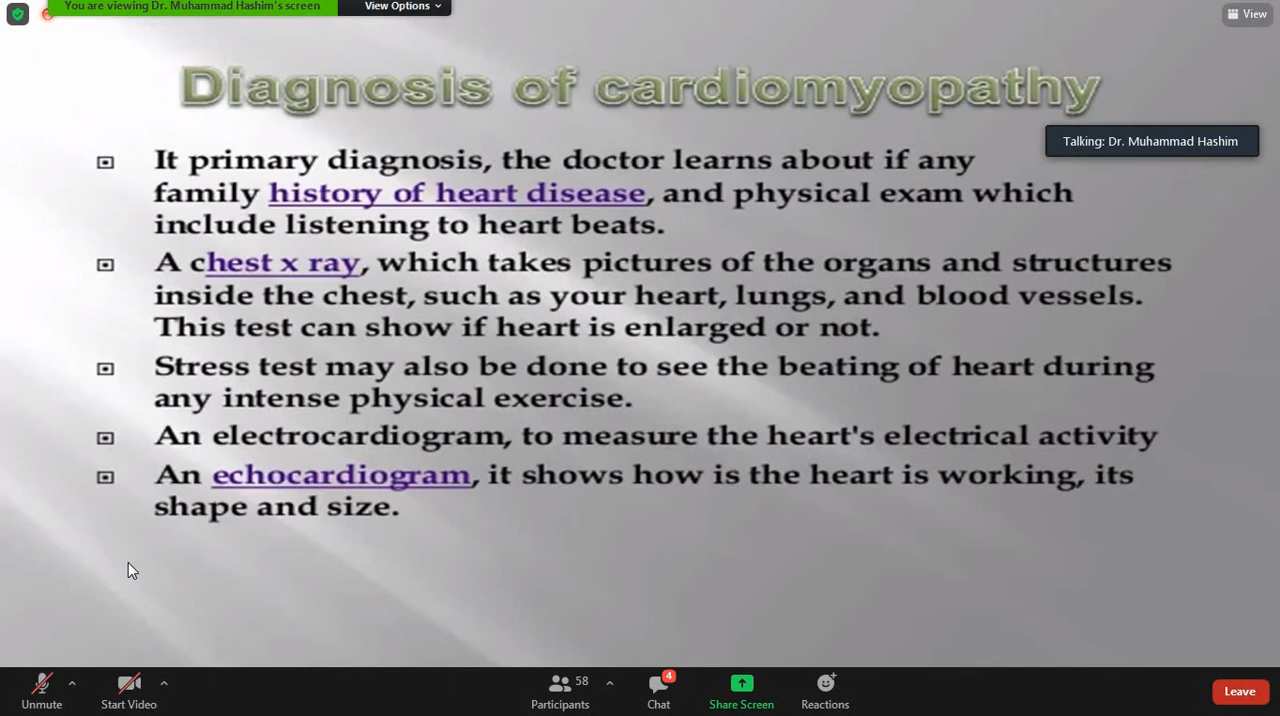 You are viewing Dr. Muhammad Hashim's screen
View Options
View
Diagnosis of cardiomyopathy
Talking: Dr. Muhammad Hashim
It primary diagnosis, the doctor learns about if any
family history of heart disease, and physical exam which
include listening to heart beats.
A chest x ray, which takes pictures of the organs and structures
inside the chest, such as your heart, lungs, and blood vessels.
This test can show if heart is enlarged or not.
Stress test may also be done to see the beating of heart during
any intense physical exercise.
An electrocardiogram, to measure the heart's electrical activity
An echocardiogram, it shows how is the heart is working, its
shape and size.
58
4
Unmute
Start Video
Participants
Chat
Share Screen
Reactions
Leave